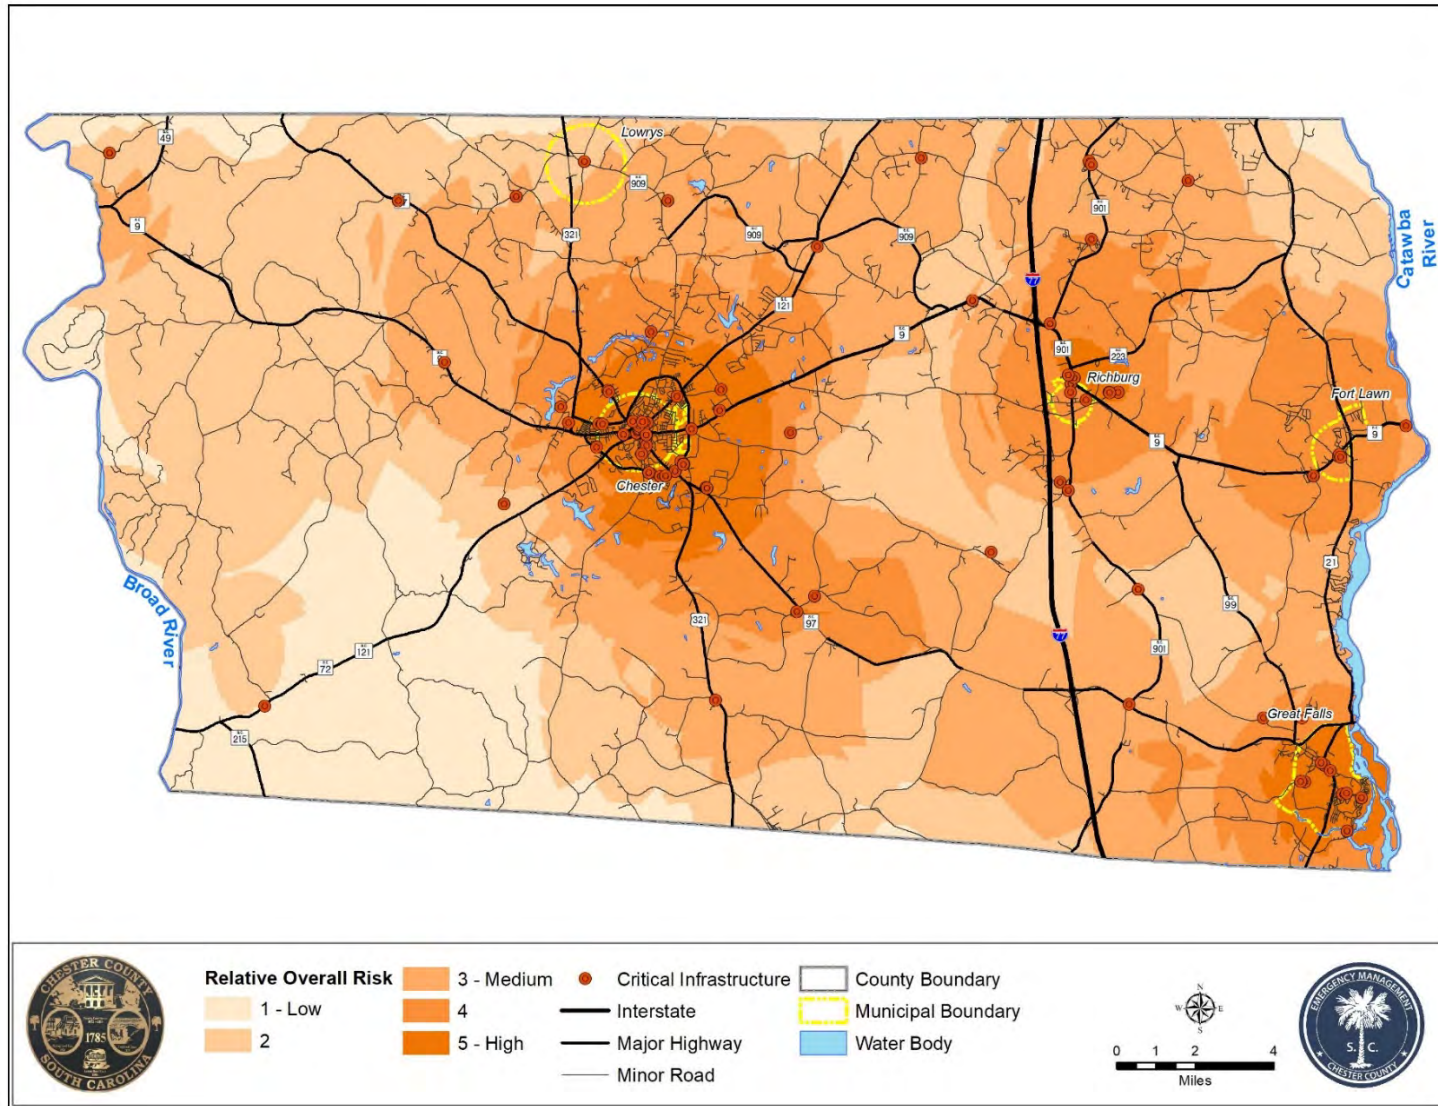 Lowrys
49
9
909
321
909
909
901
77
121
9
901
223
Richburg
Fort Lawn
9
9
Chester
Catawba
River
Broad River
21
99
321
97
77
901
121
72
215
Great Falls
CHESTER COUNTY
1785
SOUTH CAROLINA
Relative Overall Risk
1 - Low
2
3 - Medium
4
5 - High
Critical Infrastructure
Interstate
Major Highway
Minor Road
County Boundary
Municipal Boundary
Water Body
N
W E
S
0 1 2 4
Miles
EMERGENCY MANAGEMENT
S. C.
CHESTER COUNTY